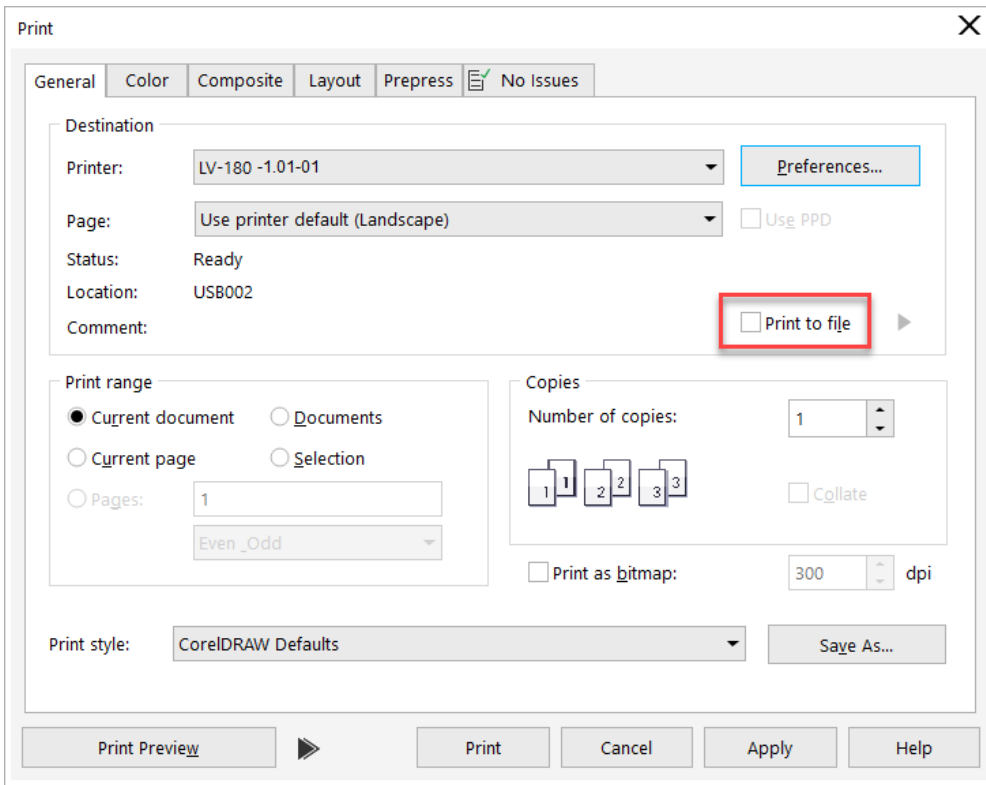 Print
General Color Composite Layout Prepress No Issues
Destination
Printer: LV-180 -1.01-01 Preferences...
Page: Use printer default (Landscape) Use PPD
Status: Ready
Location: USB002
Comment: Print to file
Print range
Current document Documents
Current page Selection
Pages: 1
Even _Odd
Copies
Number of copies: 1
1 1 2 2 3 3
Collate
Print as bitmap: 300 dpi
Print style: CorelDRAW Defaults Save As...
Print Preview Print Cancel Apply Help